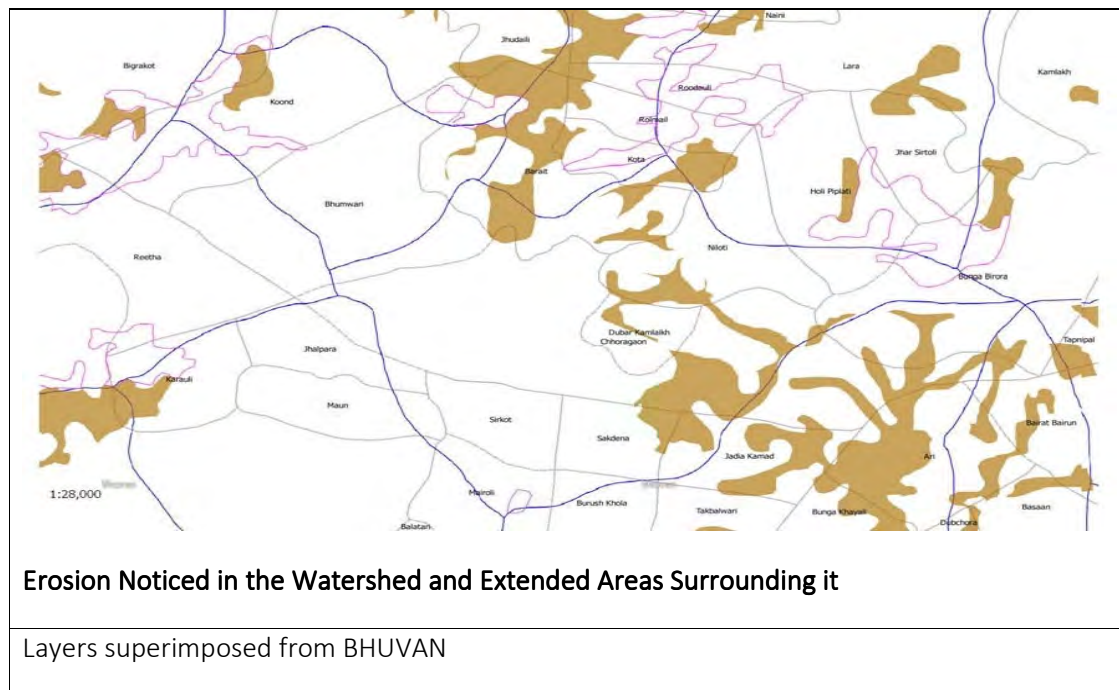 Naini
Jhudaili
Bigrakot
Lara
Kamlakh
Roodauli
Koond
Rolmail
Jhar Sirtoli
Kota
Barait
Holi Piplati
Bhumwari
Niloti
Reetha
Bunga Birora
Dubar Kamlaikh
Chhoragaon
Tapnipal
Jhalpara
Karauli
Maun
Sirkot
Bairat Bairun
Sakdena
Jadia Kamad
Ari
1:28,000
Mairoli
Burush Khola
Takbalwari
Bunga Khayali
Basaan
Balatari
Dubchora
Erosion Noticed in the Watershed and Extended Areas Surrounding it
Layers superimposed from BHUVAN